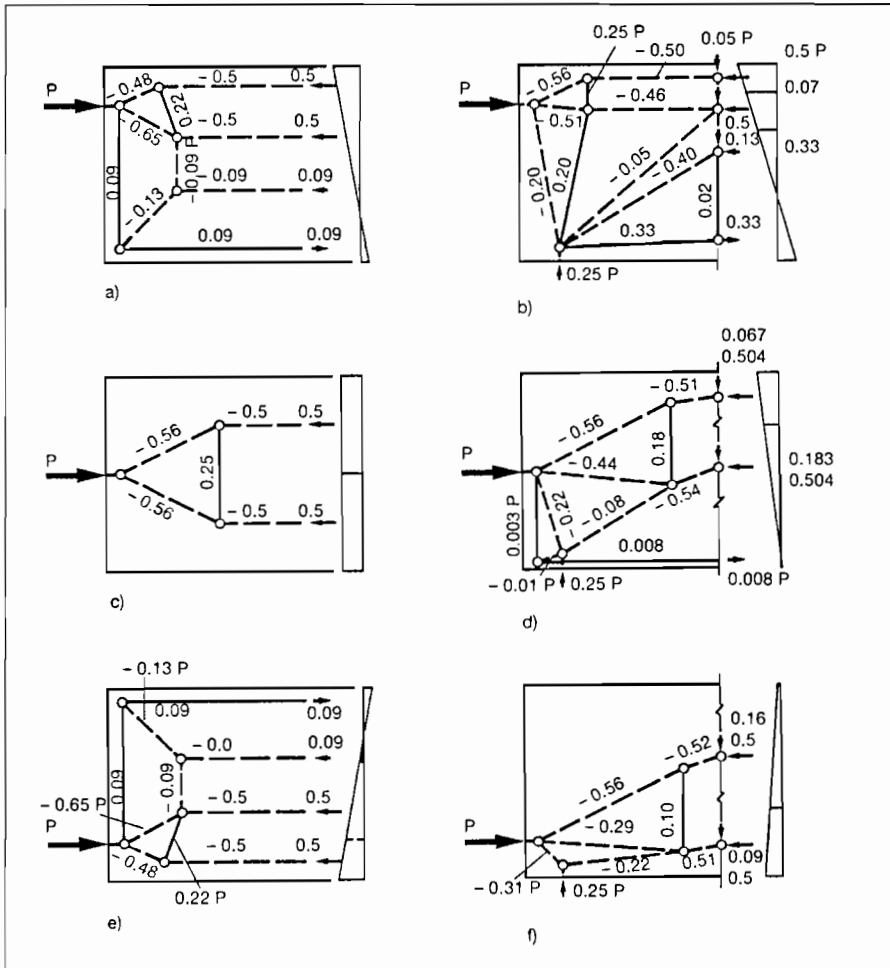 P
- 0.48
- 0.5
0.5
0.22
- 0.65
- 0.5
0.5
0.09
- 0.09 P
- 0.09
0.09
- 0.13
0.09
0.09
a)
0.25 P
- 0.50
0.05 P
0.5 P
P
- 0.56
0.07
- 0.46
- 0.51
0.5
0.13
0.33
- 0.05
- 0.40
- 0.20
0.20
0.02
0.33
0.33
0.25 P
b)
P
- 0.56
- 0.5
0.5
0.25
- 0.56
- 0.5
0.5
c)
0.067
0.504
- 0.51
- 0.56
P
- 0.44
0.18
0.183
0.504
- 0.54
- 0.22
- 0.08
0.003 P
0.008
- 0.01 P
0.25 P
0.008 P
d)
- 0.13 P
0.09
0.09
- 0.0
0.09
0.09
- 0.09
- 0.65 P
- 0.5
0.5
P
- 0.48
- 0.5
0.5
0.22 P
e)
0.16
0.5
- 0.52
- 0.56
P
- 0.29
0.10
- 0.22
0.51
0.09
0.5
- 0.31 P
0.25 P
f)